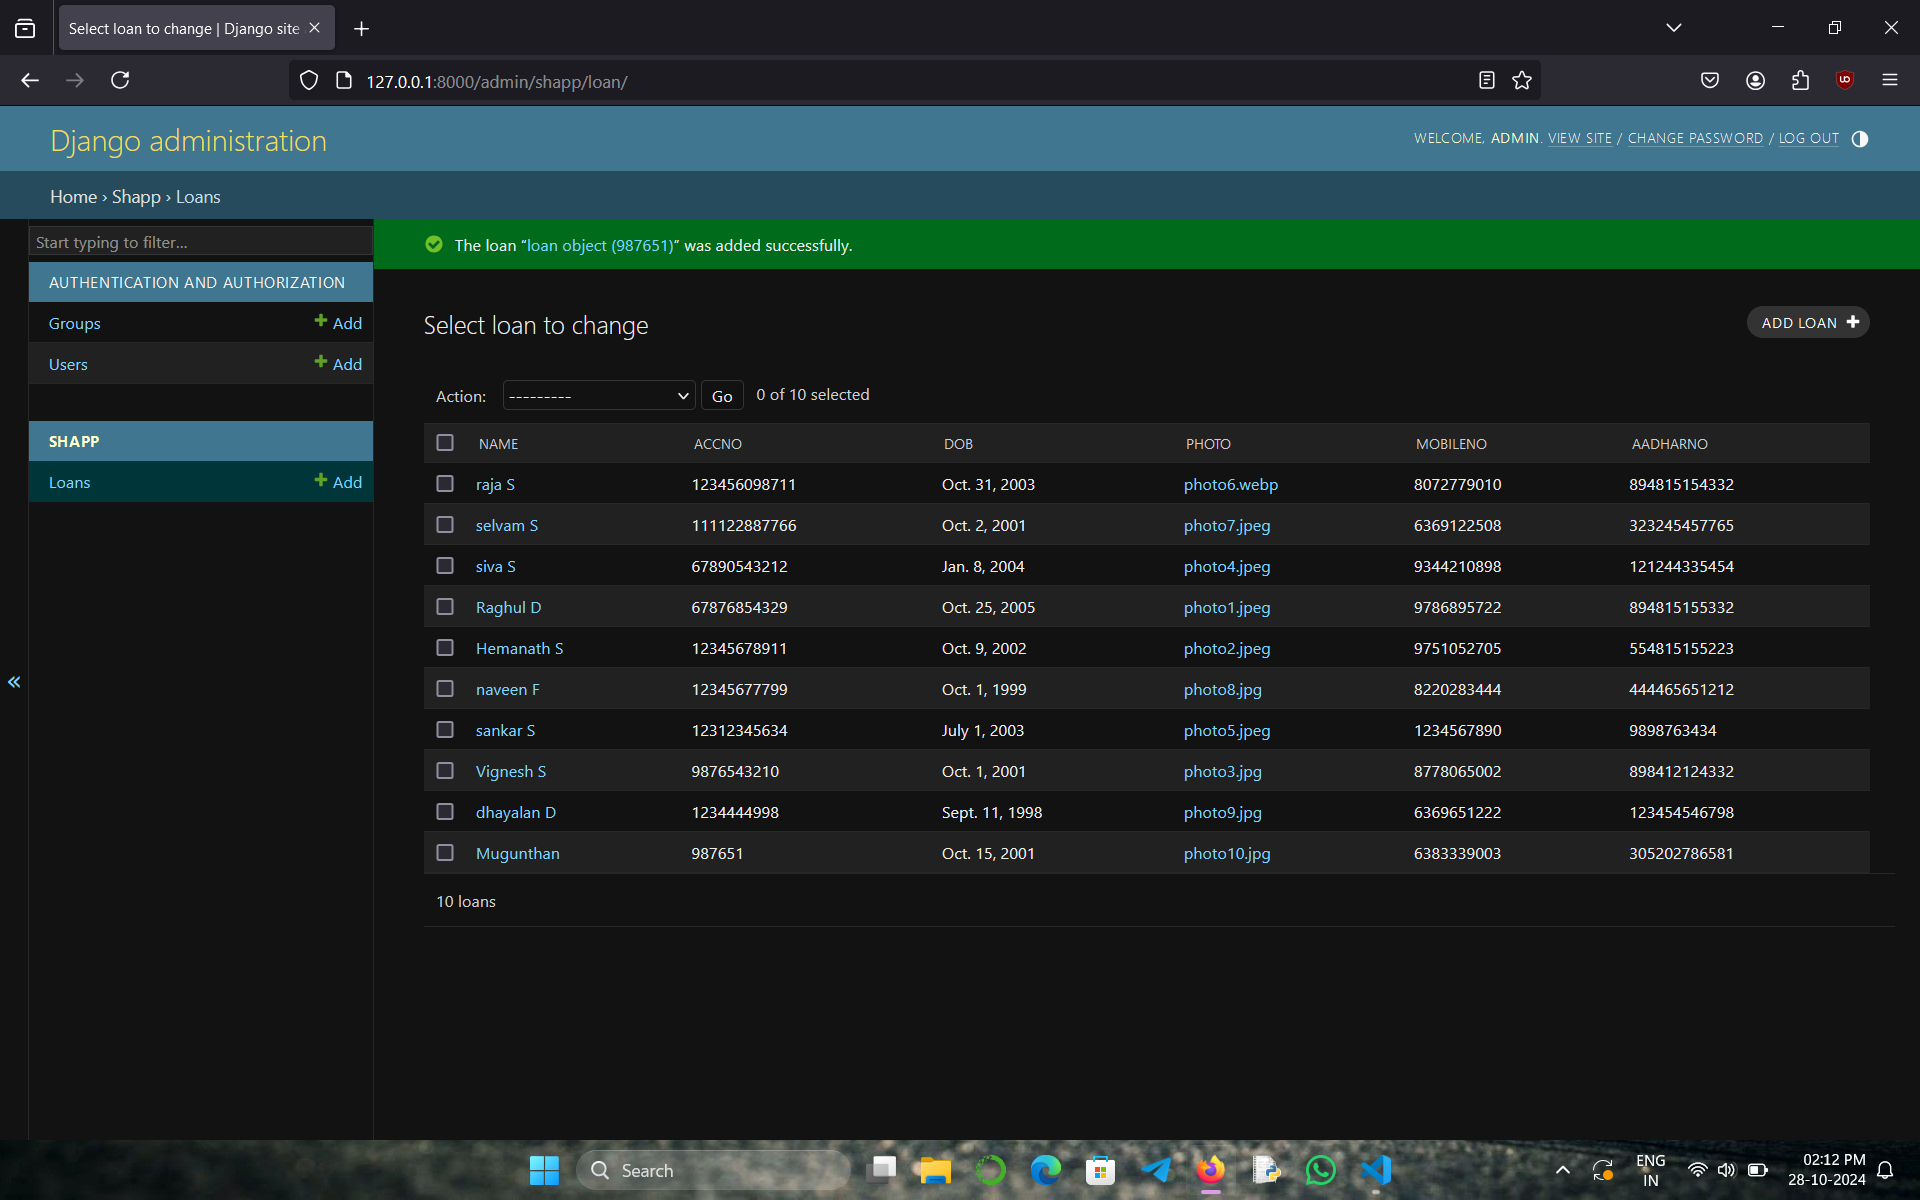 Select loan to change | Django site
127.0.0.1:8000/admin/shapp/loan/
Django administration
WELCOME, ADMIN. VIEW SITE / CHANGE PASSWORD / LOG OUT
Home › Shapp › Loans
Start typing to filter...
The loan “loan object (987651)” was added successfully.
AUTHENTICATION AND AUTHORIZATION
Groups Add
Users Add
SHAPP
Loans Add
Select loan to change
ADD LOAN
Action: --------- Go 0 of 10 selected
NAME ACCNO DOB PHOTO MOBILENO AADHARNO
raja S 123456098711 Oct. 31, 2003 photo6.webp 8072779010 894815154332
selvam S 111122887766 Oct. 2, 2001 photo7.jpeg 6369122508 323245457765
siva S 67890543212 Jan. 8, 2004 photo4.jpeg 9344210898 121244335454
Raghul D 67876854329 Oct. 25, 2005 photo1.jpeg 9786895722 894815155332
Hemanath S 12345678911 Oct. 9, 2002 photo2.jpeg 9751052705 554815155223
naveen F 12345677799 Oct. 1, 1999 photo8.jpg 8220283444 444465651212
sankar S 12312345634 July 1, 2003 photo5.jpeg 1234567890 9898763434
Vignesh S 9876543210 Oct. 1, 2001 photo3.jpg 8778065002 898412124332
dhayalan D 1234444998 Sept. 11, 1998 photo9.jpg 6369651222 123454546798
Mugunthan 987651 Oct. 15, 2001 photo10.jpg 6383339003 305202786581
10 loans
Search
ENG
IN
02:12 PM
28-10-2024